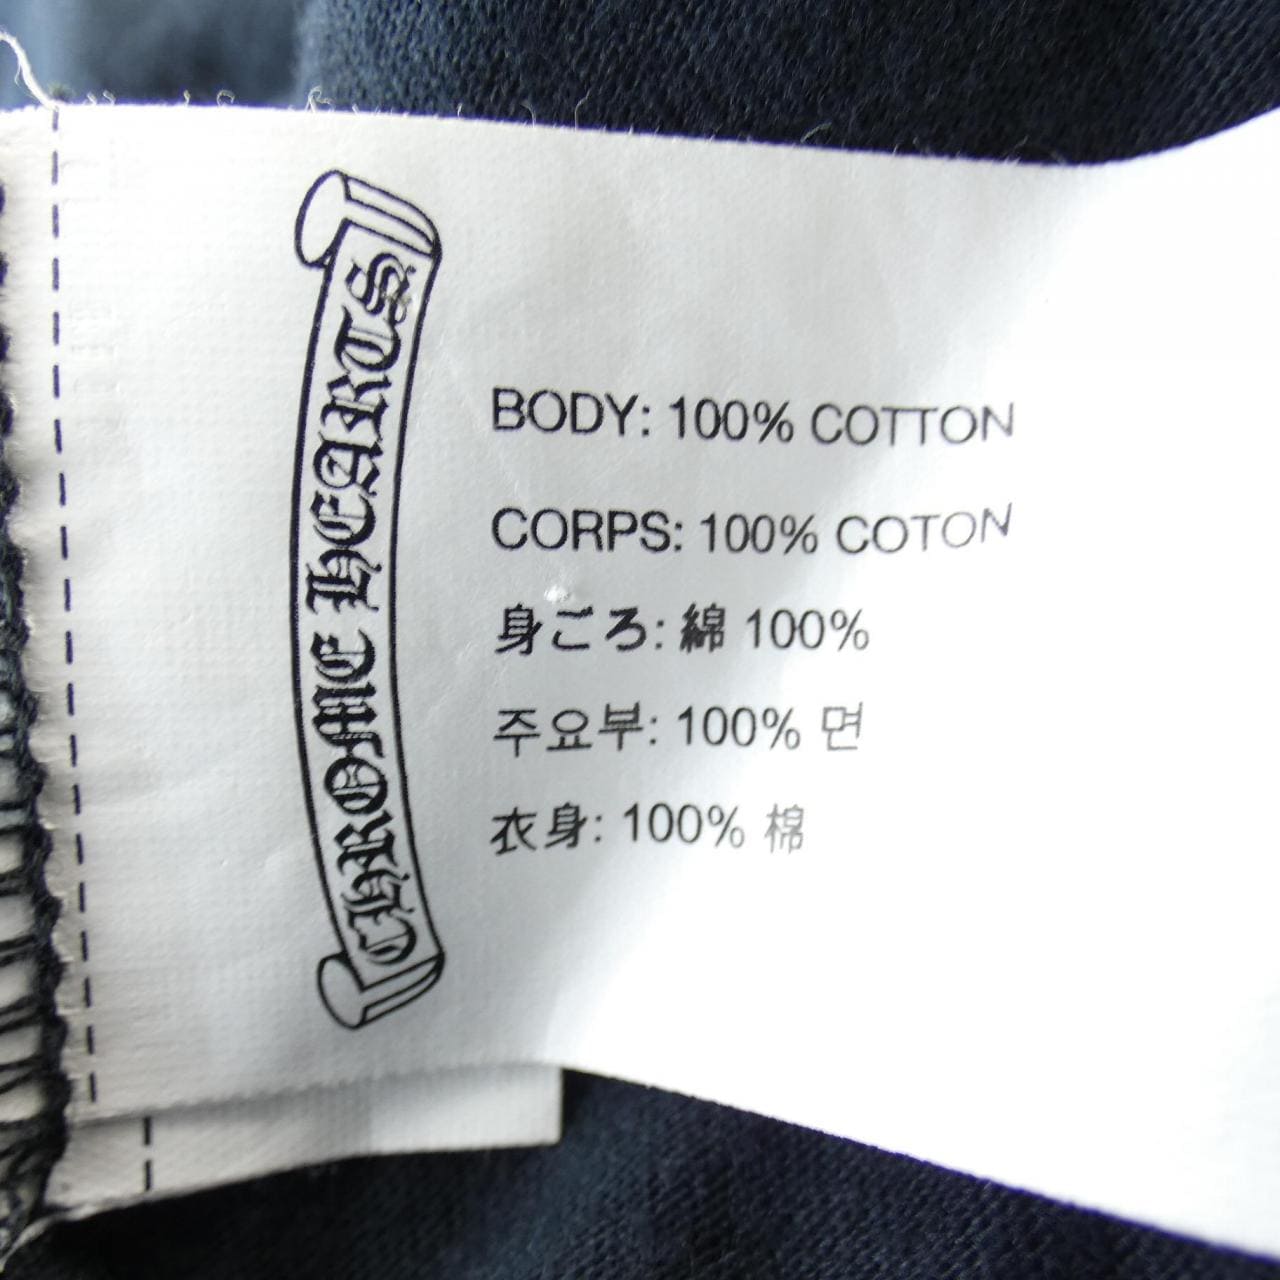 CHROME HEARTS
BODY: 100% COTTON
CORPS: 100% COTON
身ごろ: 綿 100%
주요부: 100% 면
衣身: 100% 棉